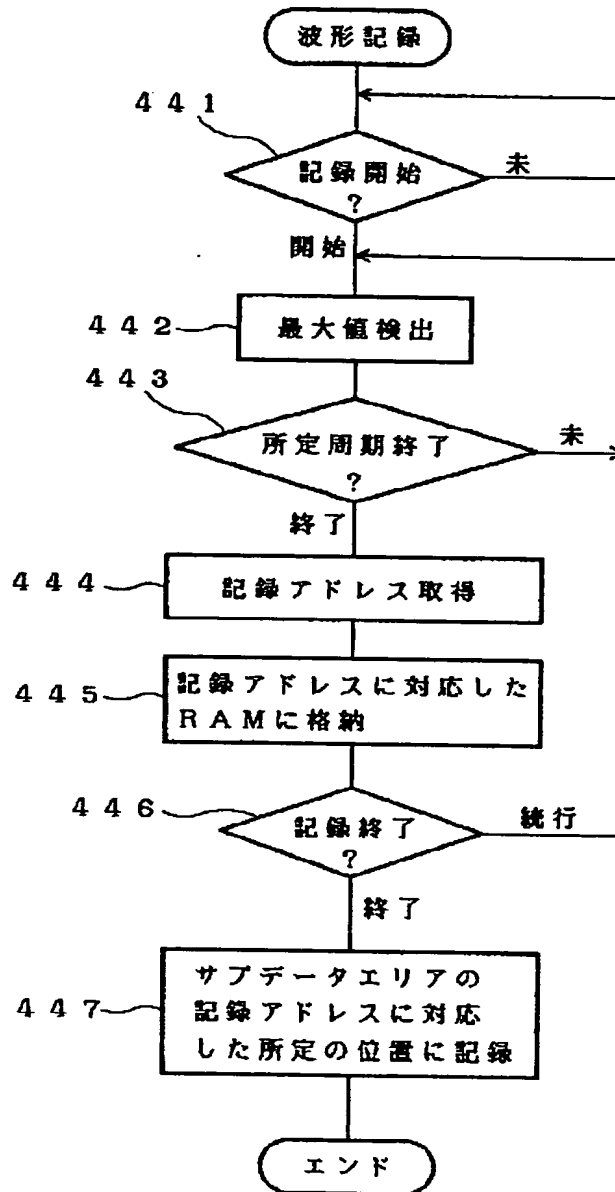 波形記録
441
記録開始
?
未
開始
442
最大値検出
443
所定周期終了
?
未
終了
444
記録アドレス取得
445
記録アドレスに対応した
RAMに格納
446
記録終了
?
続行
終了
447
サブデータエリアの
記録アドレスに対応
した所定の位置に記録
エンド